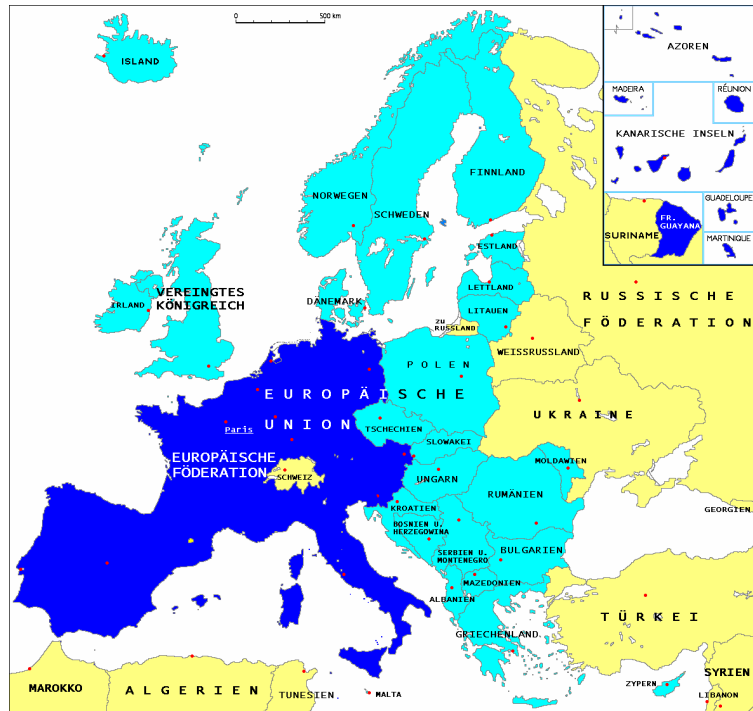 0 500 km
ISLAND
AZOREN
MADEIRA
RÉUNION
KANARISCHE INSELN
FR.
GUAYANA
SURINAME
GUADELOUPE
MARTINIQUE
NORWEGEN
SCHWEDEN
FINNLAND
ESTLAND
LETTLAND
LITAUEN
ZU
RUSSLAND
DÄNEMARK
IRLAND
VEREINGTES
KÖNIGREICH
RUSSISCHE
FÖDERATION
WEISSRUSSLAND
POLEN
EUROPÄISCHE
UNION
UKRAINE
Paris
TSCHECHIEN
SLOWAKEI
EUROPÄISCHE
FÖDERATION
SCHWEIZ
UNGARN
MOLDAWIEN
RUMÄNIEN
KROATIEN
BOSNIEN U.
HERZEGOWINA
SERBIEN U.
MONTENEGRO
BULGARIEN
GEORGIEN
MAZEDONIEN
ALBANIEN
GRIECHENLAND
TÜRKEI
MAROKKO
ALGERIEN
TUNESIEN
MALTA
ZYPERN
SYRIEN
LIBANON